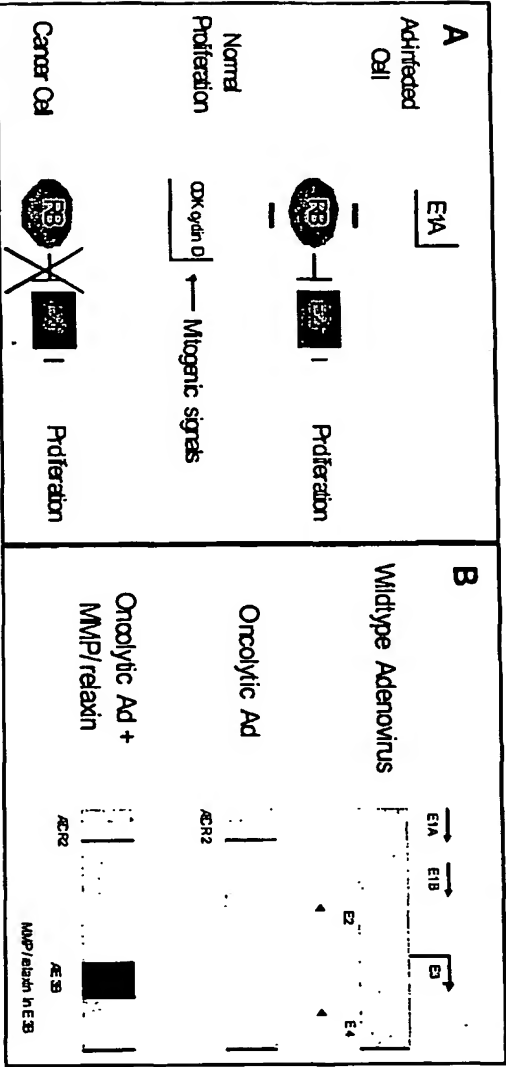 A
Ad-infected
Cell
E1A
RB
Proliferation
Normal
Proliferation
CDK cyclin D
Mitogenic signals
Cancer Cell
RB
Proliferation
B
Wildtype Adenovirus
E1A
E1B
E3
E2
E4
Oncolytic Ad
ΔCR2
Oncolytic Ad +
MMP/relaxin
ΔCR2
ΔE3B
MMP/relaxin in E3B